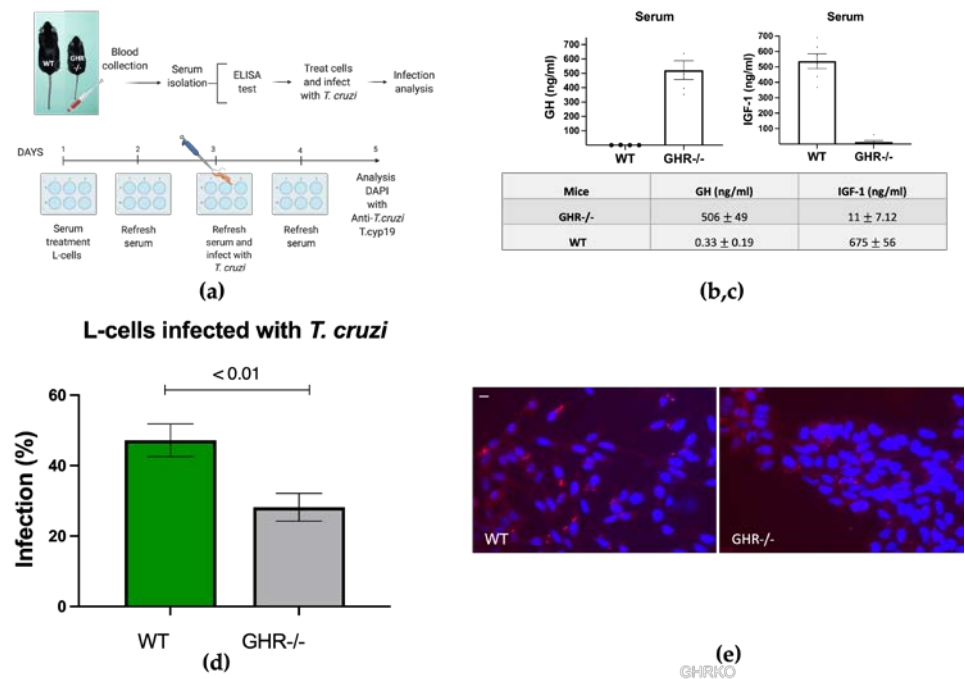 WT
GHR
-/-
Blood
collection
Serum
isolation
ELISA
test
Treat cells
and infect
with T. cruzi
Infection
analysis
DAYS
1
2
3
4
5
Serum
treatment
L-cells
Refresh
serum
Refresh
serum and
infect with
T. cruzi
Refresh
serum
Analysis
DAPI
with
Anti-T.cruzi
T.cyp19
(a)
Serum
GH (ng/ml)
700
600
500
400
300
200
100
WT
GHR-/-
Serum
IGF-1 (ng/ml)
700
600
500
400
300
200
100
WT
GHR-/-
Mice GH (ng/ml) IGF-1 (ng/ml)
GHR-/- 506 ± 49 11 ± 7.12
WT 0.33 ± 0.19 675 ± 56
(b,c)
L-cells infected with T. cruzi
< 0.01
Infection (%)
60
40
20
0
WT
GHR-/-
(d)
WT
GHR-/-
(e)
GHRKO